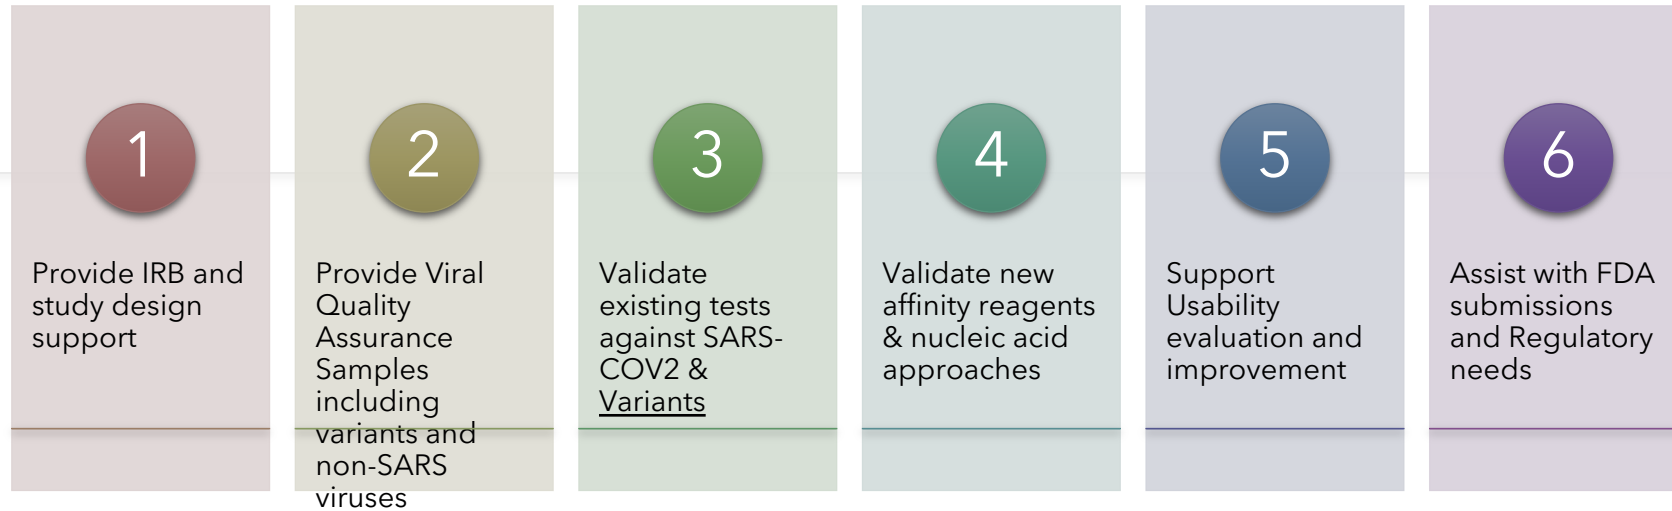 1
Provide IRB and
study design
support
2
Provide Viral
Quality
Assurance
Samples
including
variants and
non-SARS
viruses
3
Validate
existing tests
against SARS-
COV2 &
Variants
4
Validate new
affinity reagents
& nucleic acid
approaches
5
Support
Usability
evaluation and
improvement
6
Assist with FDA
submissions
and Regulatory
needs